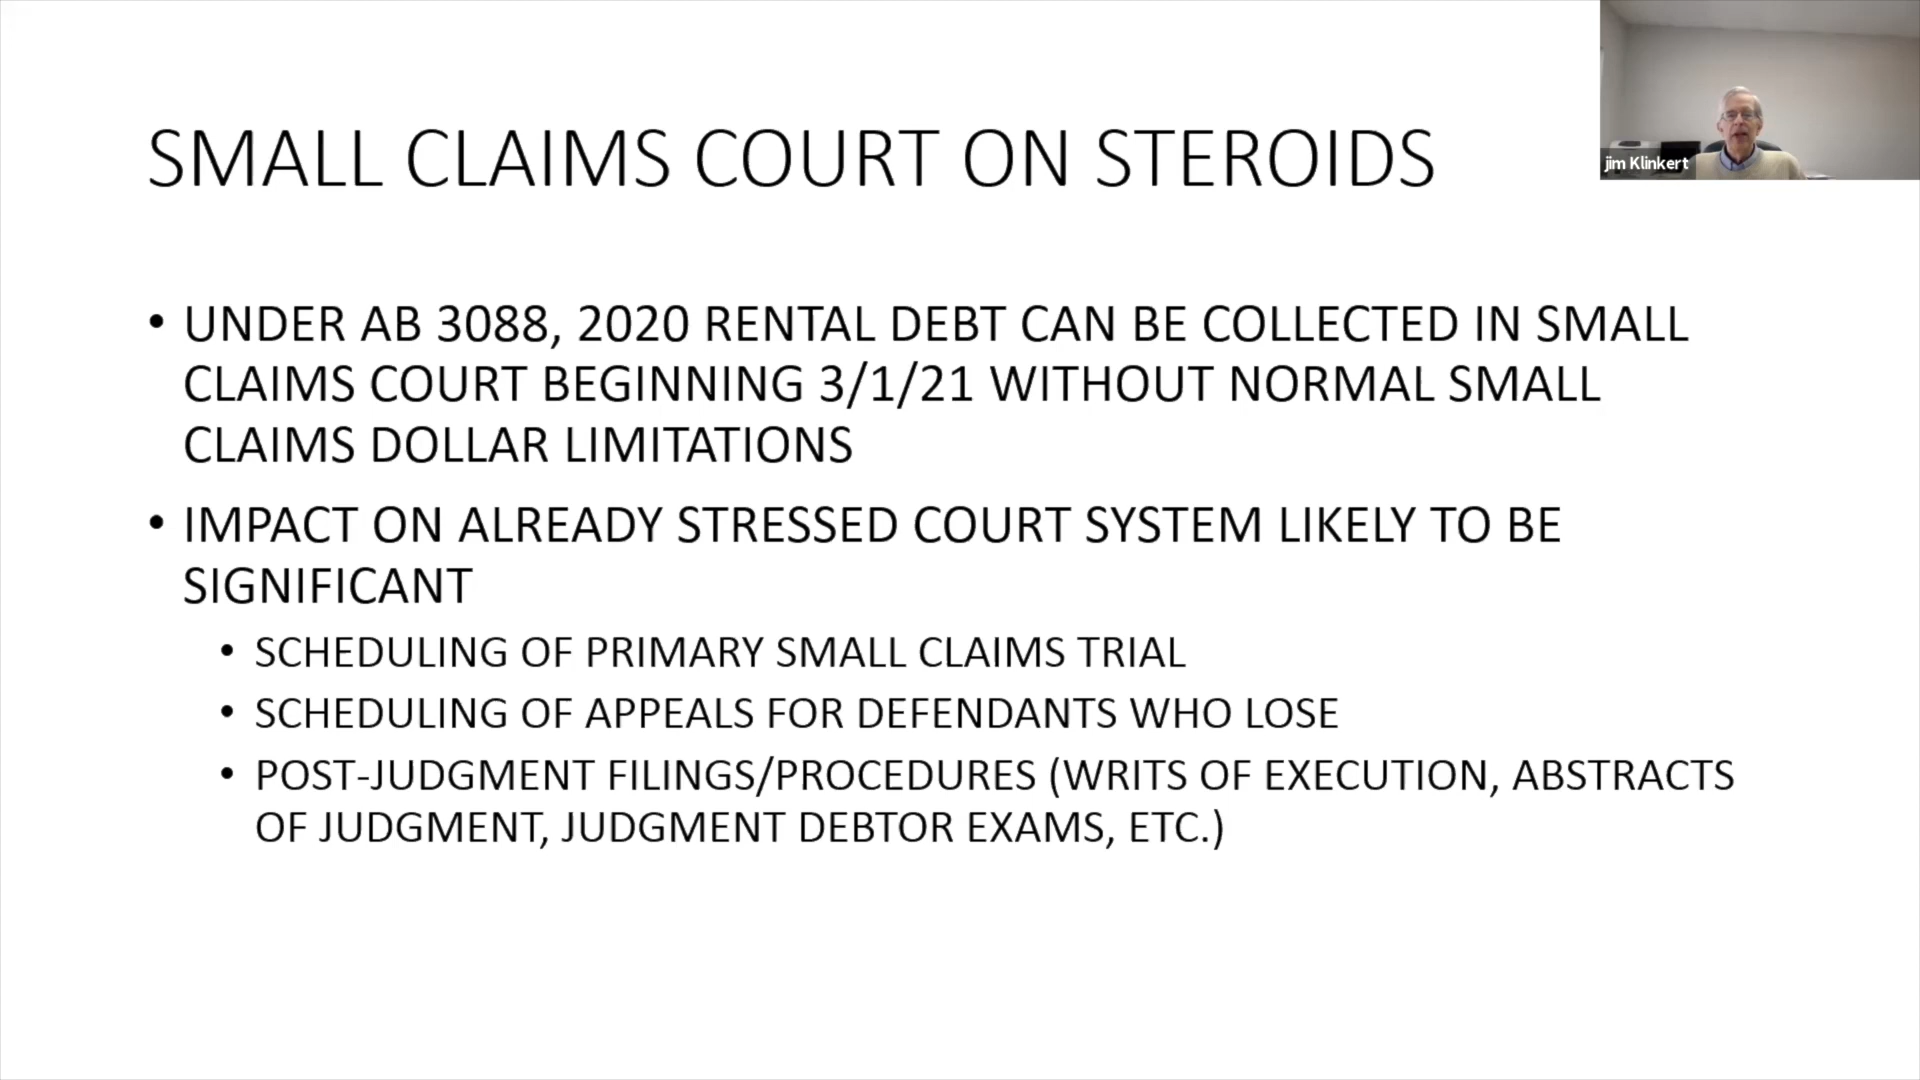 SMALL CLAIMS COURT ON STEROIDS
jim Klinkert
• UNDER AB 3088, 2020 RENTAL DEBT CAN BE COLLECTED IN SMALL
CLAIMS COURT BEGINNING 3/1/21 WITHOUT NORMAL SMALL
CLAIMS DOLLAR LIMITATIONS
• IMPACT ON ALREADY STRESSED COURT SYSTEM LIKELY TO BE
SIGNIFICANT
• SCHEDULING OF PRIMARY SMALL CLAIMS TRIAL
• SCHEDULING OF APPEALS FOR DEFENDANTS WHO LOSE
• POST-JUDGMENT FILINGS/PROCEDURES (WRITS OF EXECUTION, ABSTRACTS
OF JUDGMENT, JUDGMENT DEBTOR EXAMS, ETC.)